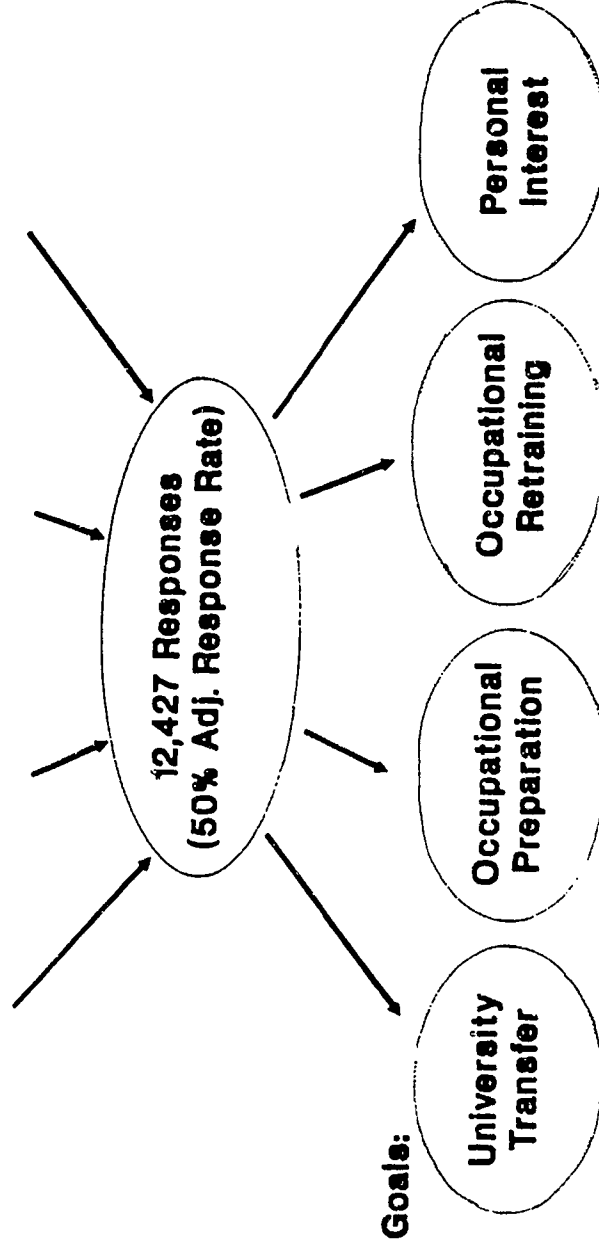 12,427 Responses
(50% Adj. Response Rate)
Goals:
University
Transfer
Occupational
Preparation
Occupational
Retraining
Personal
Interest